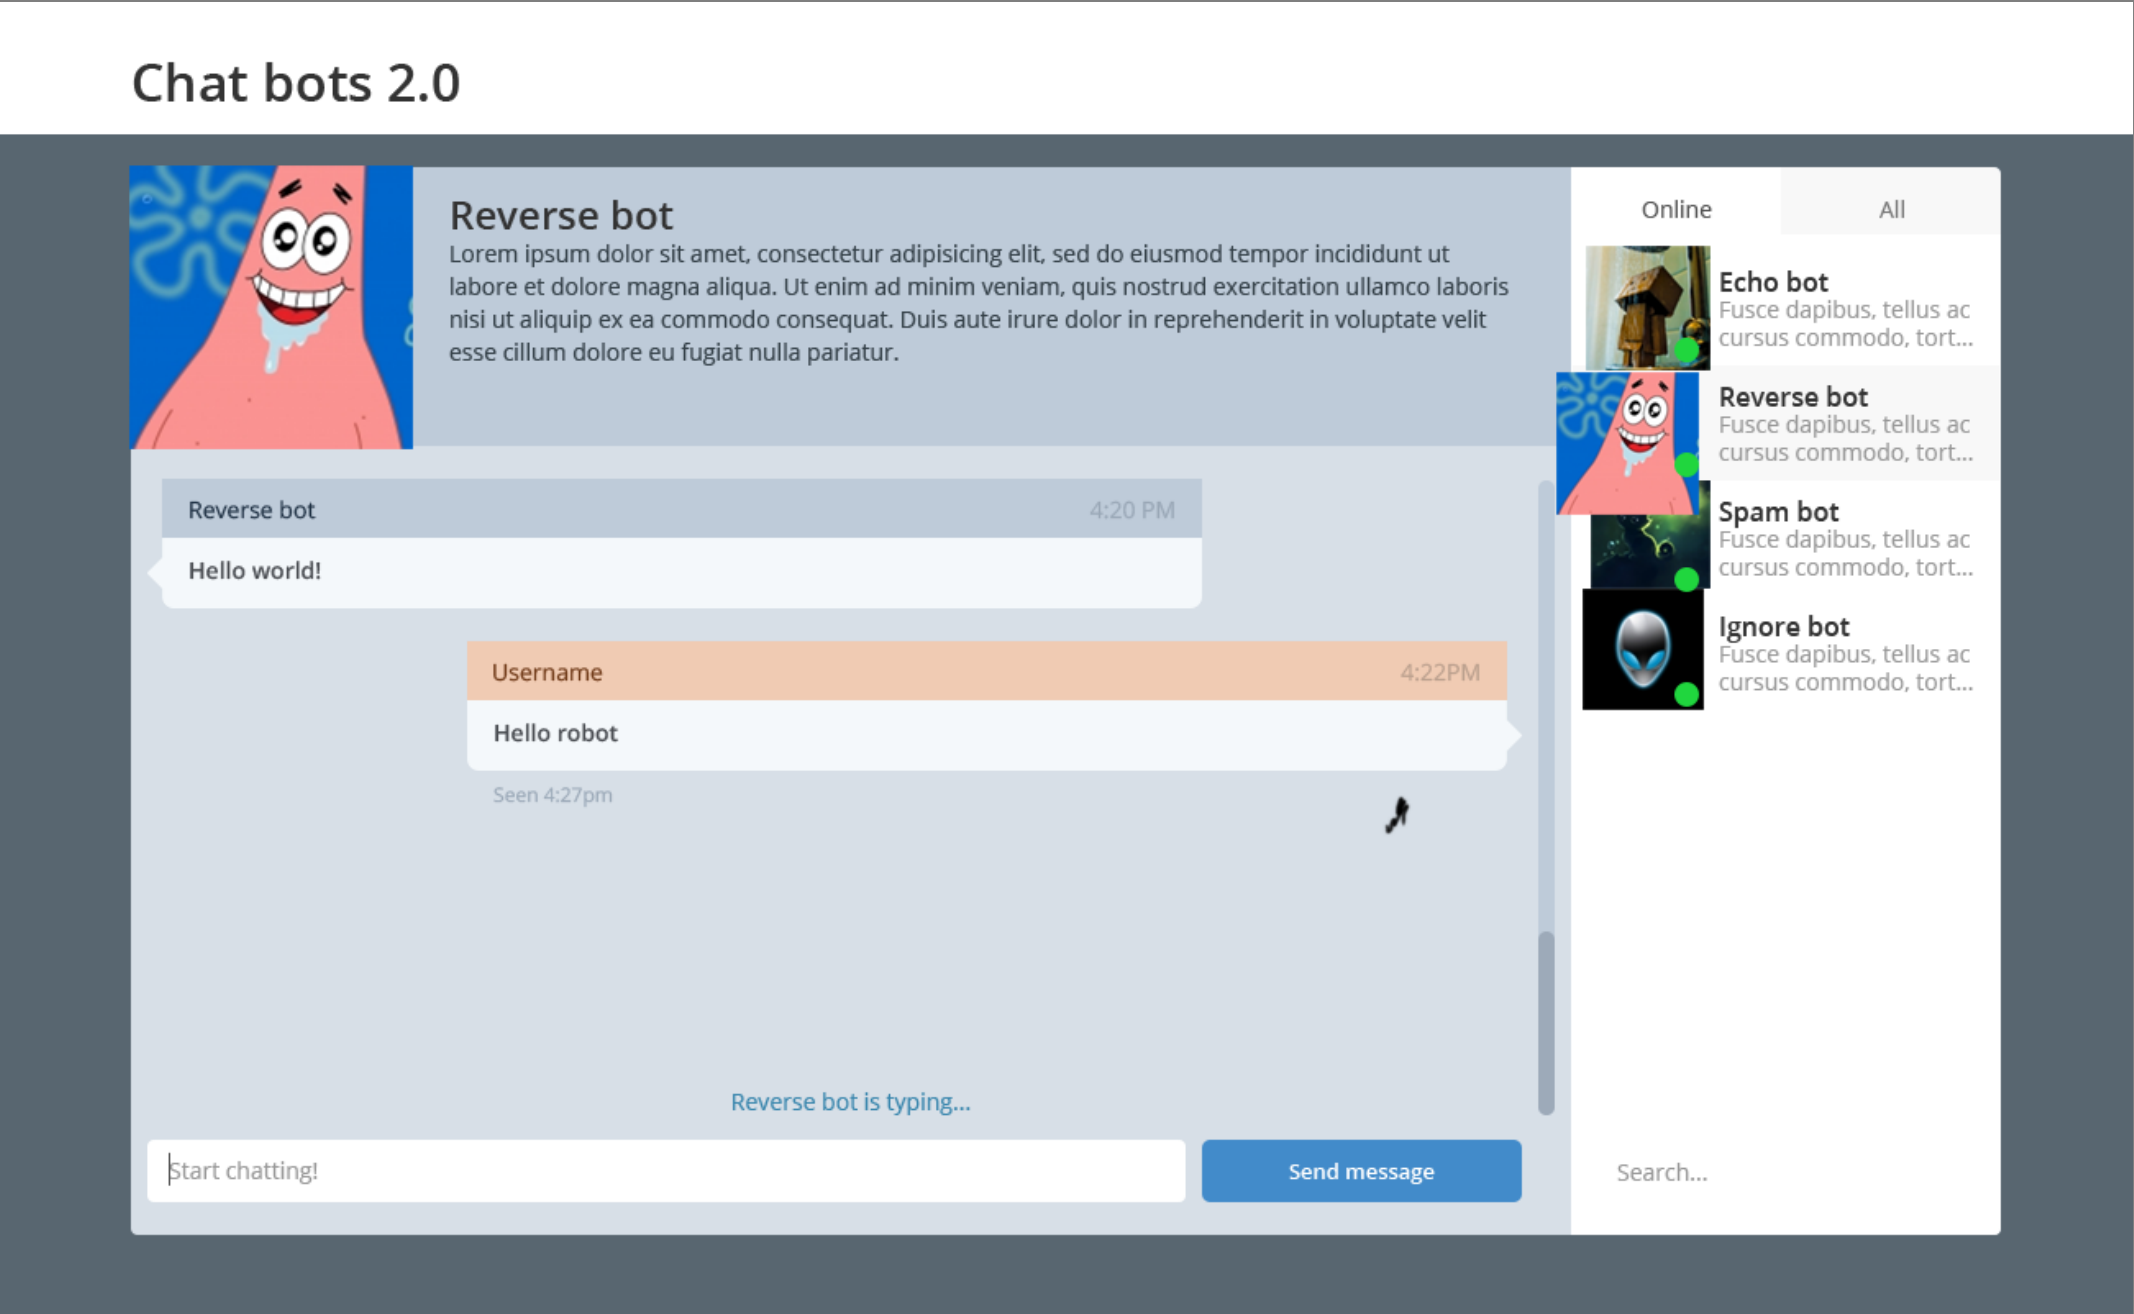 Chat bots 2.0
Reverse bot
Lorem ipsum dolor sit amet, consectetur adipisicing elit, sed do eiusmod tempor incididunt ut
labore et dolore magna aliqua. Ut enim ad minim veniam, quis nostrud exercitation ullamco laboris
nisi ut aliquip ex ea commodo consequat. Duis aute irure dolor in reprehenderit in voluptate velit
esse cillum dolore eu fugiat nulla pariatur.
Reverse bot 4:20 PM
Hello world!
Username 4:22PM
Hello robot
Seen 4:27pm
Reverse bot is typing...
Start chatting!
Send message
Online All
Echo bot
Fusce dapibus, tellus ac
cursus commodo, tort...
Reverse bot
Fusce dapibus, tellus ac
cursus commodo, tort...
Spam bot
Fusce dapibus, tellus ac
cursus commodo, tort...
Ignore bot
Fusce dapibus, tellus ac
cursus commodo, tort...
Search...